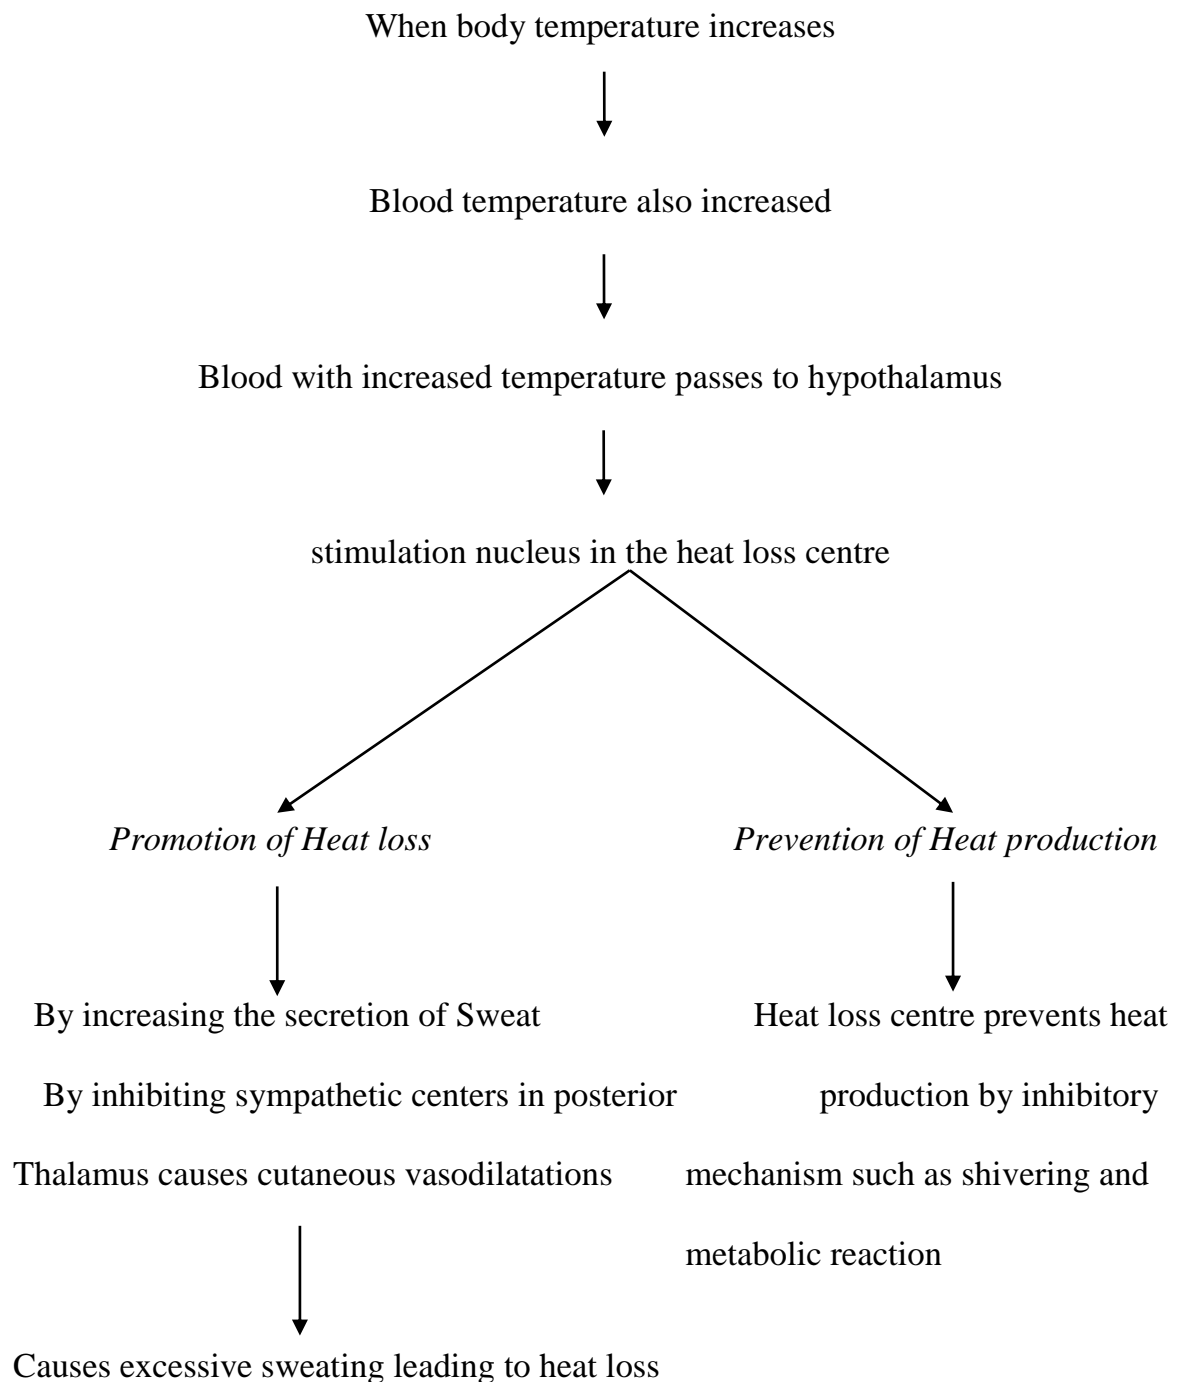 When body temperature increases
Blood temperature also increased
Blood with increased temperature passes to hypothalamus
stimulation nucleus in the heat loss centre
Promotion of Heat loss
Prevention of Heat production
By increasing the secretion of Sweat
By inhibiting sympathetic centers in posterior
Thalamus causes cutaneous vasodilatations
Causes excessive sweating leading to heat loss
Heat loss centre prevents heat
production by inhibitory
mechanism such as shivering and
metabolic reaction